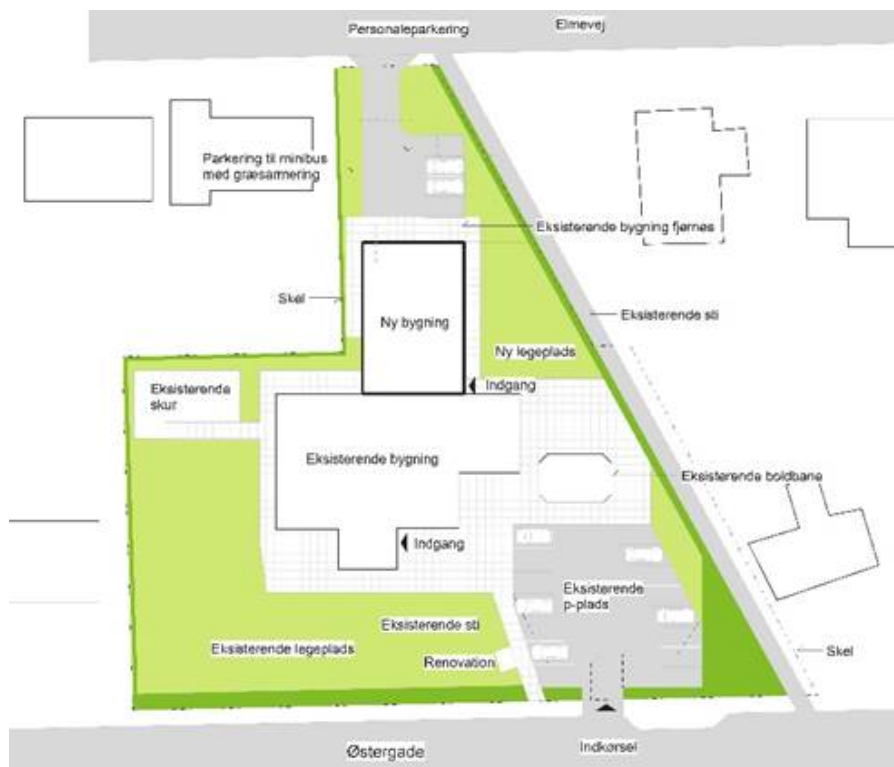 Personaleparkering
Elmevej
Parkering til minibus
med græsarmering
Eksisterende bygning fjernes
Skel
Eksisterende sti
Ny bygning
Ny legeplads
Indgang
Eksisterende
skur
Eksisterende bygning
Eksisterende boldbane
Indgang
Eksisterende
p-plads
Eksisterende sti
Eksisterende legeplads
Renovation
Skel
Østergade
Indkørsel